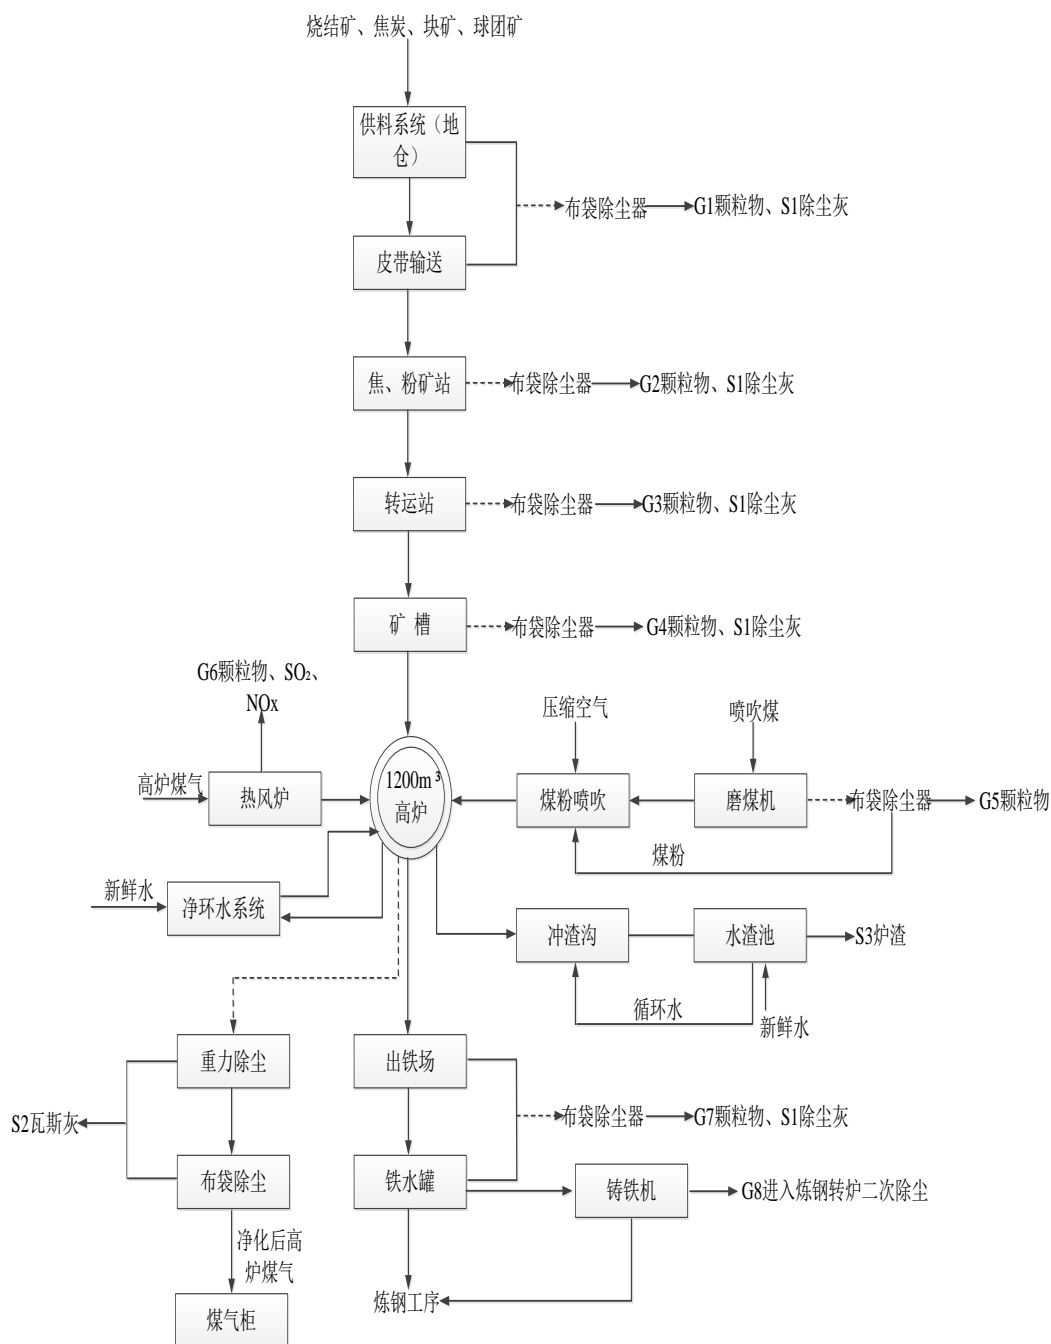 烧结矿、焦炭、块矿、球团矿
供料系统（地
仓）
布袋除尘器
G1颗粒物、S1除尘灰
皮带输送
焦、粉矿站
布袋除尘器
G2颗粒物、S1除尘灰
转运站
布袋除尘器
G3颗粒物、S1除尘灰
矿 槽
布袋除尘器
G4颗粒物、S1除尘灰
G6颗粒物、SO₂、
NOx
压缩空气
喷吹煤
高炉煤气
热风炉
1200m³
高炉
煤粉喷吹
磨煤机
布袋除尘器
G5颗粒物
煤粉
新鲜水
净环水系统
冲渣沟
水渣池
S3炉渣
循环水
新鲜水
重力除尘
出铁场
S2瓦斯灰
布袋除尘器
G7颗粒物、S1除尘灰
布袋除尘
铁水罐
铸铁机
G8进入炼钢转炉二次除尘
净化后高
炉煤气
炼钢工序
煤气柜